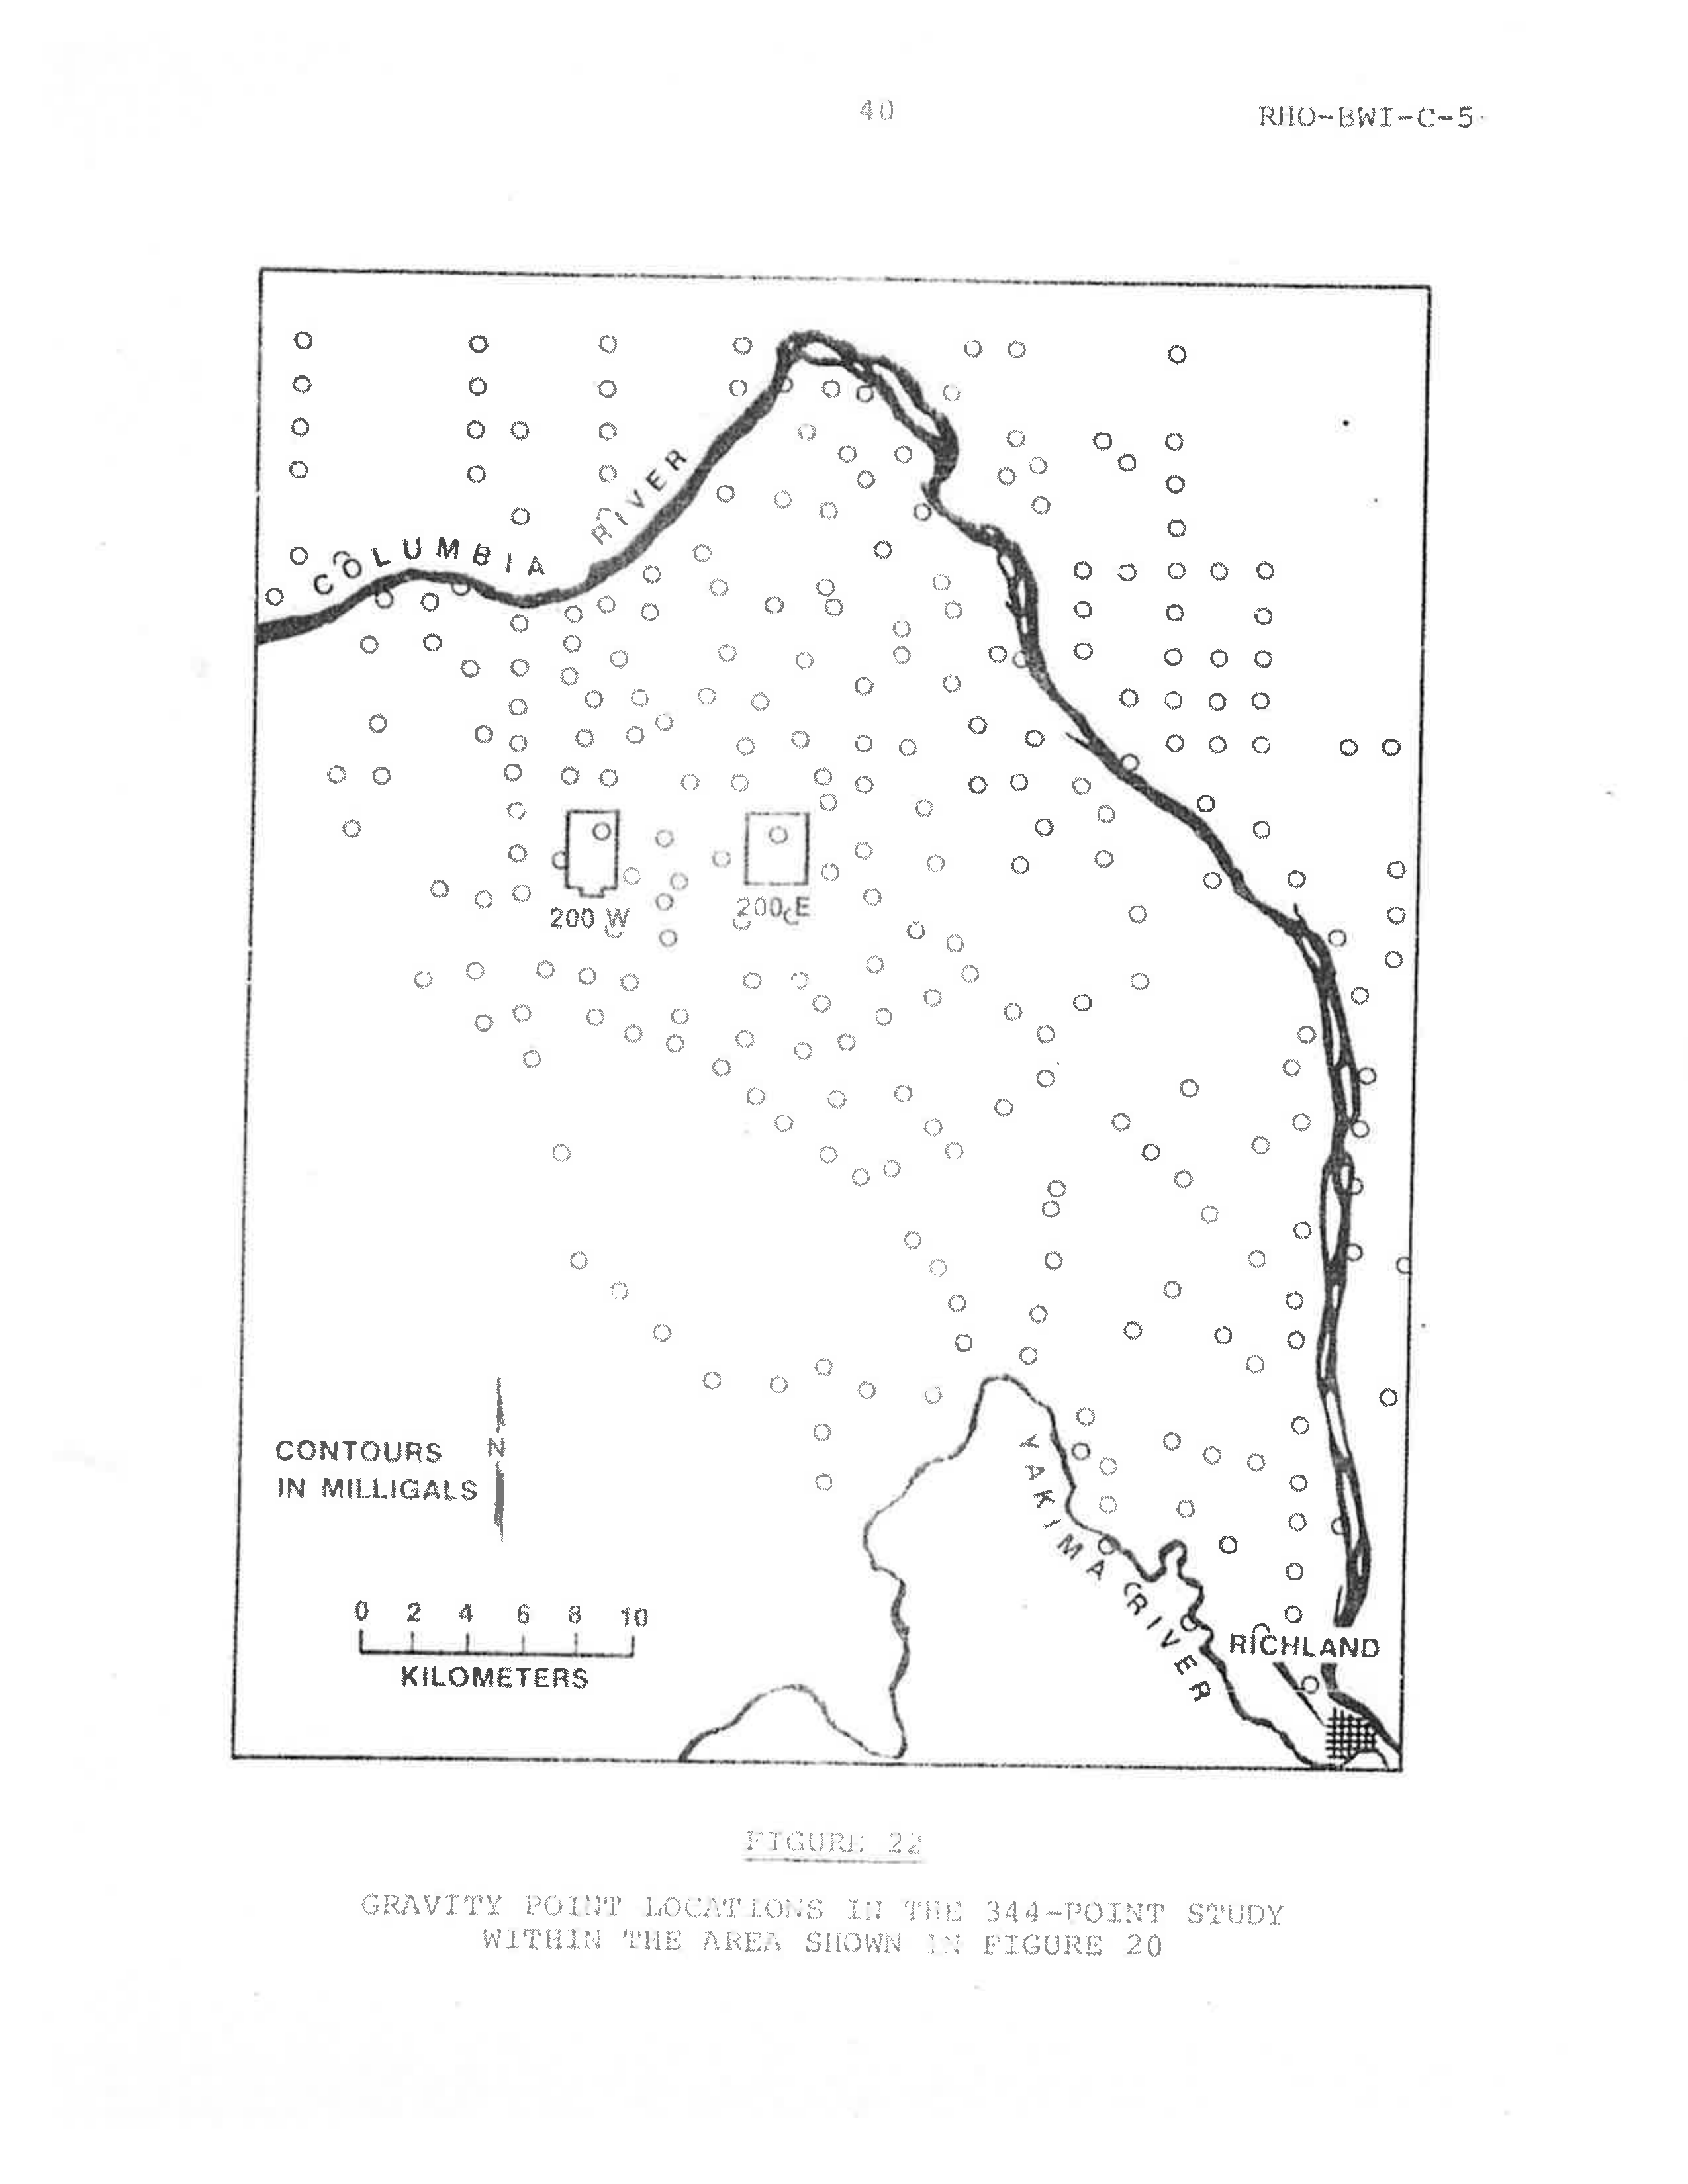 40
RHO-BWI-C-5
COLUMBIA RIVER
200 W
200 E
CONTOURS
IN MILLIGALS
N
0 2 4 6 8 10
KILOMETERS
YAKIMA RIVER
RICHLAND
FIGURE 22
GRAVITY POINT LOCATIONS IN THE 344-POINT STUDY
WITHIN THE AREA SHOWN IN FIGURE 20